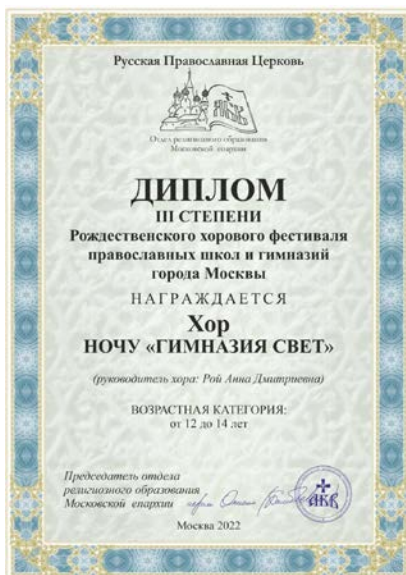 Русская Православная Церковь
АБВ
Отдел религиозного образования
Московской епархии
ДИПЛОМ
III СТЕПЕНИ
Рождественского хорового фестиваля
православных школ и гимназий
города Москвы
НАГРАЖДАЕТСЯ
Хор
НОЧУ «ГИМНАЗИЯ СВЕТ»
(руководитель хора: Рой Анна Дмитриевна)
ВОЗРАСТНАЯ КАТЕГОРИЯ:
от 12 до 14 лет
Председатель отдела
религиозного образования
Московской епархии
АБВ
Москва 2022